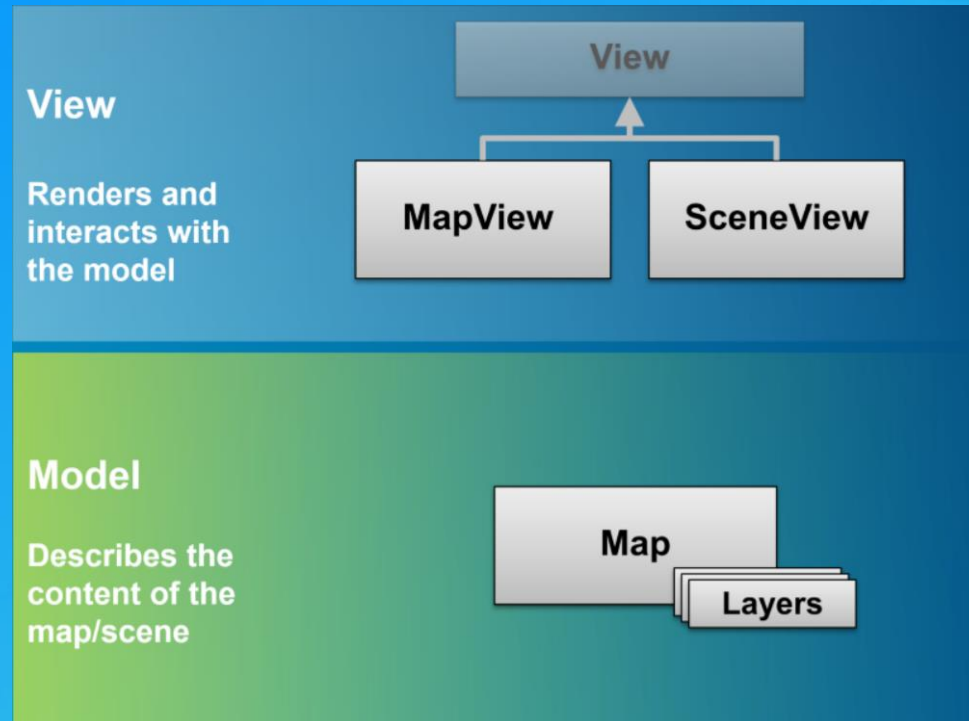 View
View
Renders and
interacts with
the model
MapView
SceneView
Model
Describes the
content of the
map/scene
Map
Layers